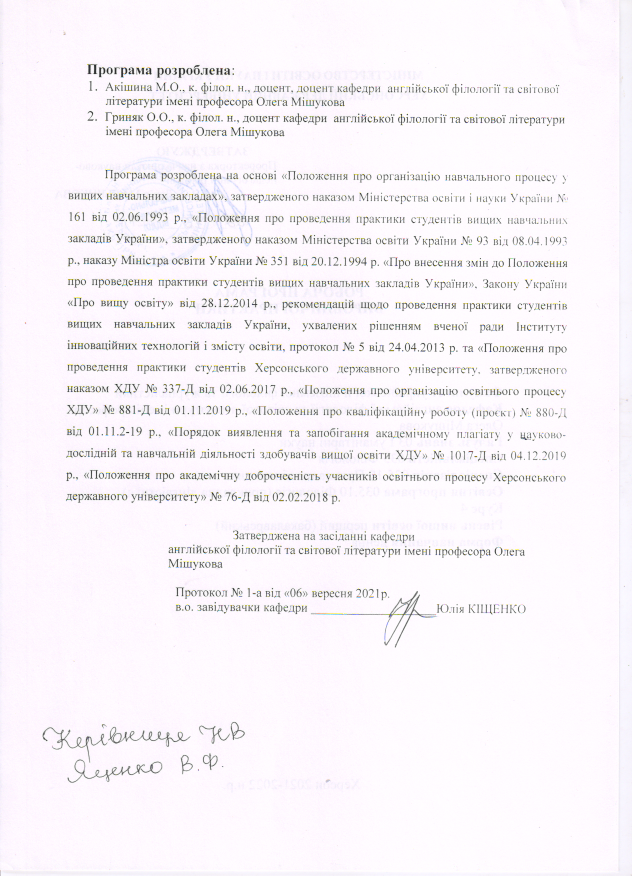 Програма розроблена:
1. Акішина М.О., к. філол. н., доцент, доцент кафедри англійської філології та світової
літератури імені професора Олега Мішукова
2. Гриняк О.О., к. філол. н., доцент кафедри англійської філології та світової літератури
імені професора Олега Мішукова
Програма розроблена на основі «Положення про організацію навчального процесу у
вищих навчальних закладах», затвердженого наказом Міністерства освіти і науки України №
161 від 02.06.1993 р., «Положення про проведення практики студентів вищих навчальних
закладів України», затвердженого наказом Міністерства освіти України № 93 від 08.04.1993
р., наказу Міністра освіти України № 351 від 20.12.1994 р. «Про внесення змін до Положення
про проведення практики студентів вищих навчальних закладів України», Закону України
«Про вищу освіту» від 28.12.2014 р., рекомендацій щодо проведення практики студентів
вищих навчальних закладів України, ухвалених рішенням вченої ради Інституту
інноваційних технологій і змісту освіти, протокол № 5 від 24.04.2013 р. та «Положення про
проведення практики студентів Херсонського державного університету, затвердженого
наказом ХДУ № 337-Д від 02.06.2017 р., «Положення про організацію освітнього процесу
ХДУ» № 881-Д від 01.11.2019 р., «Положення про кваліфікаційну роботу (проєкт) № 880-Д
від 01.11.2-19 р., «Порядок виявлення та запобігання академічному плагіату у науково-
дослідній та навчальній діяльності здобувачів вищої освіти ХДУ» № 1017-Д від 04.12.2019
р., «Положення про академічну доброчесність учасників освітнього процесу Херсонського
державного університету» № 76-Д від 02.02.2018 р.
Затверджена на засіданні кафедри
англійської філології та світової літератури імені професора Олега
Мішукова
Протокол № 1-а від «06» вересня 2021р.
в.о. завідувачки кафедри ____________________ Юлія КІЩЕНКО
Керівниця НВ
Яценко В.Ф.